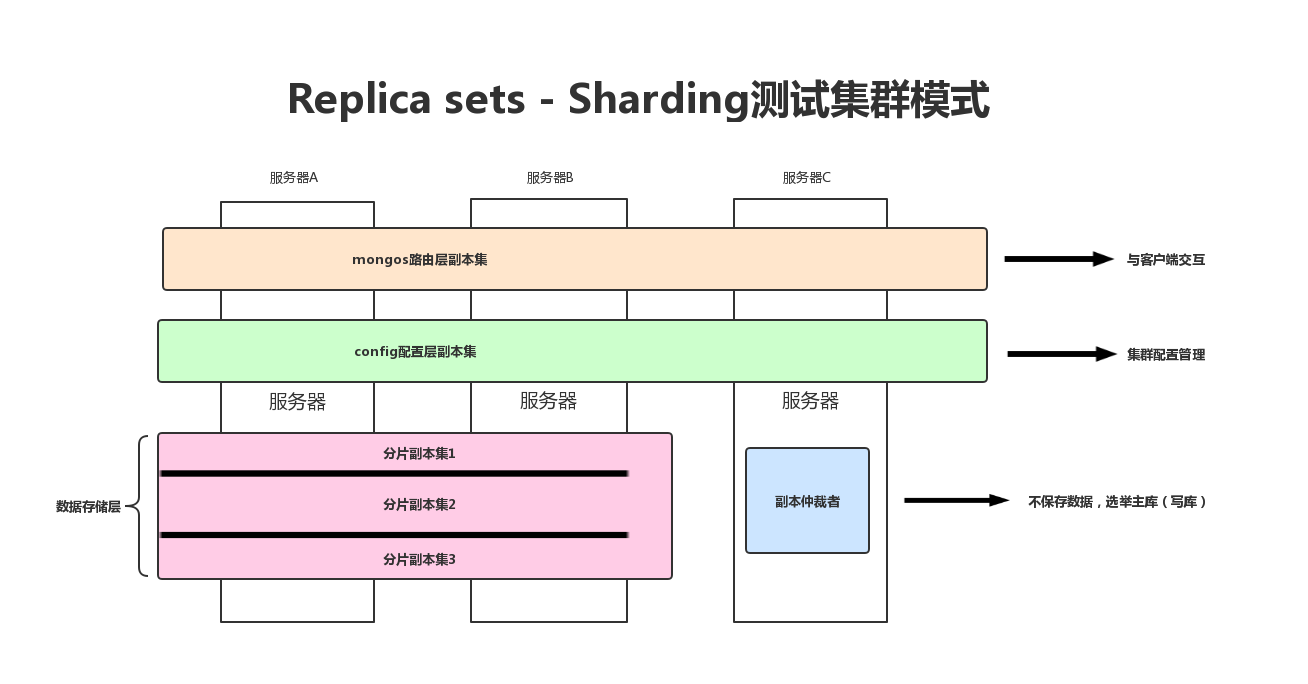 Replica sets - Sharding测试集群模式
服务器A
服务器B
服务器C
mongos路由层副本集
与客户端交互
config配置层副本集
集群配置管理
服务器
服务器
服务器
分片副本集1
分片副本集2
分片副本集3
数据存储层
副本仲裁者
不保存数据，选举主库（写库）